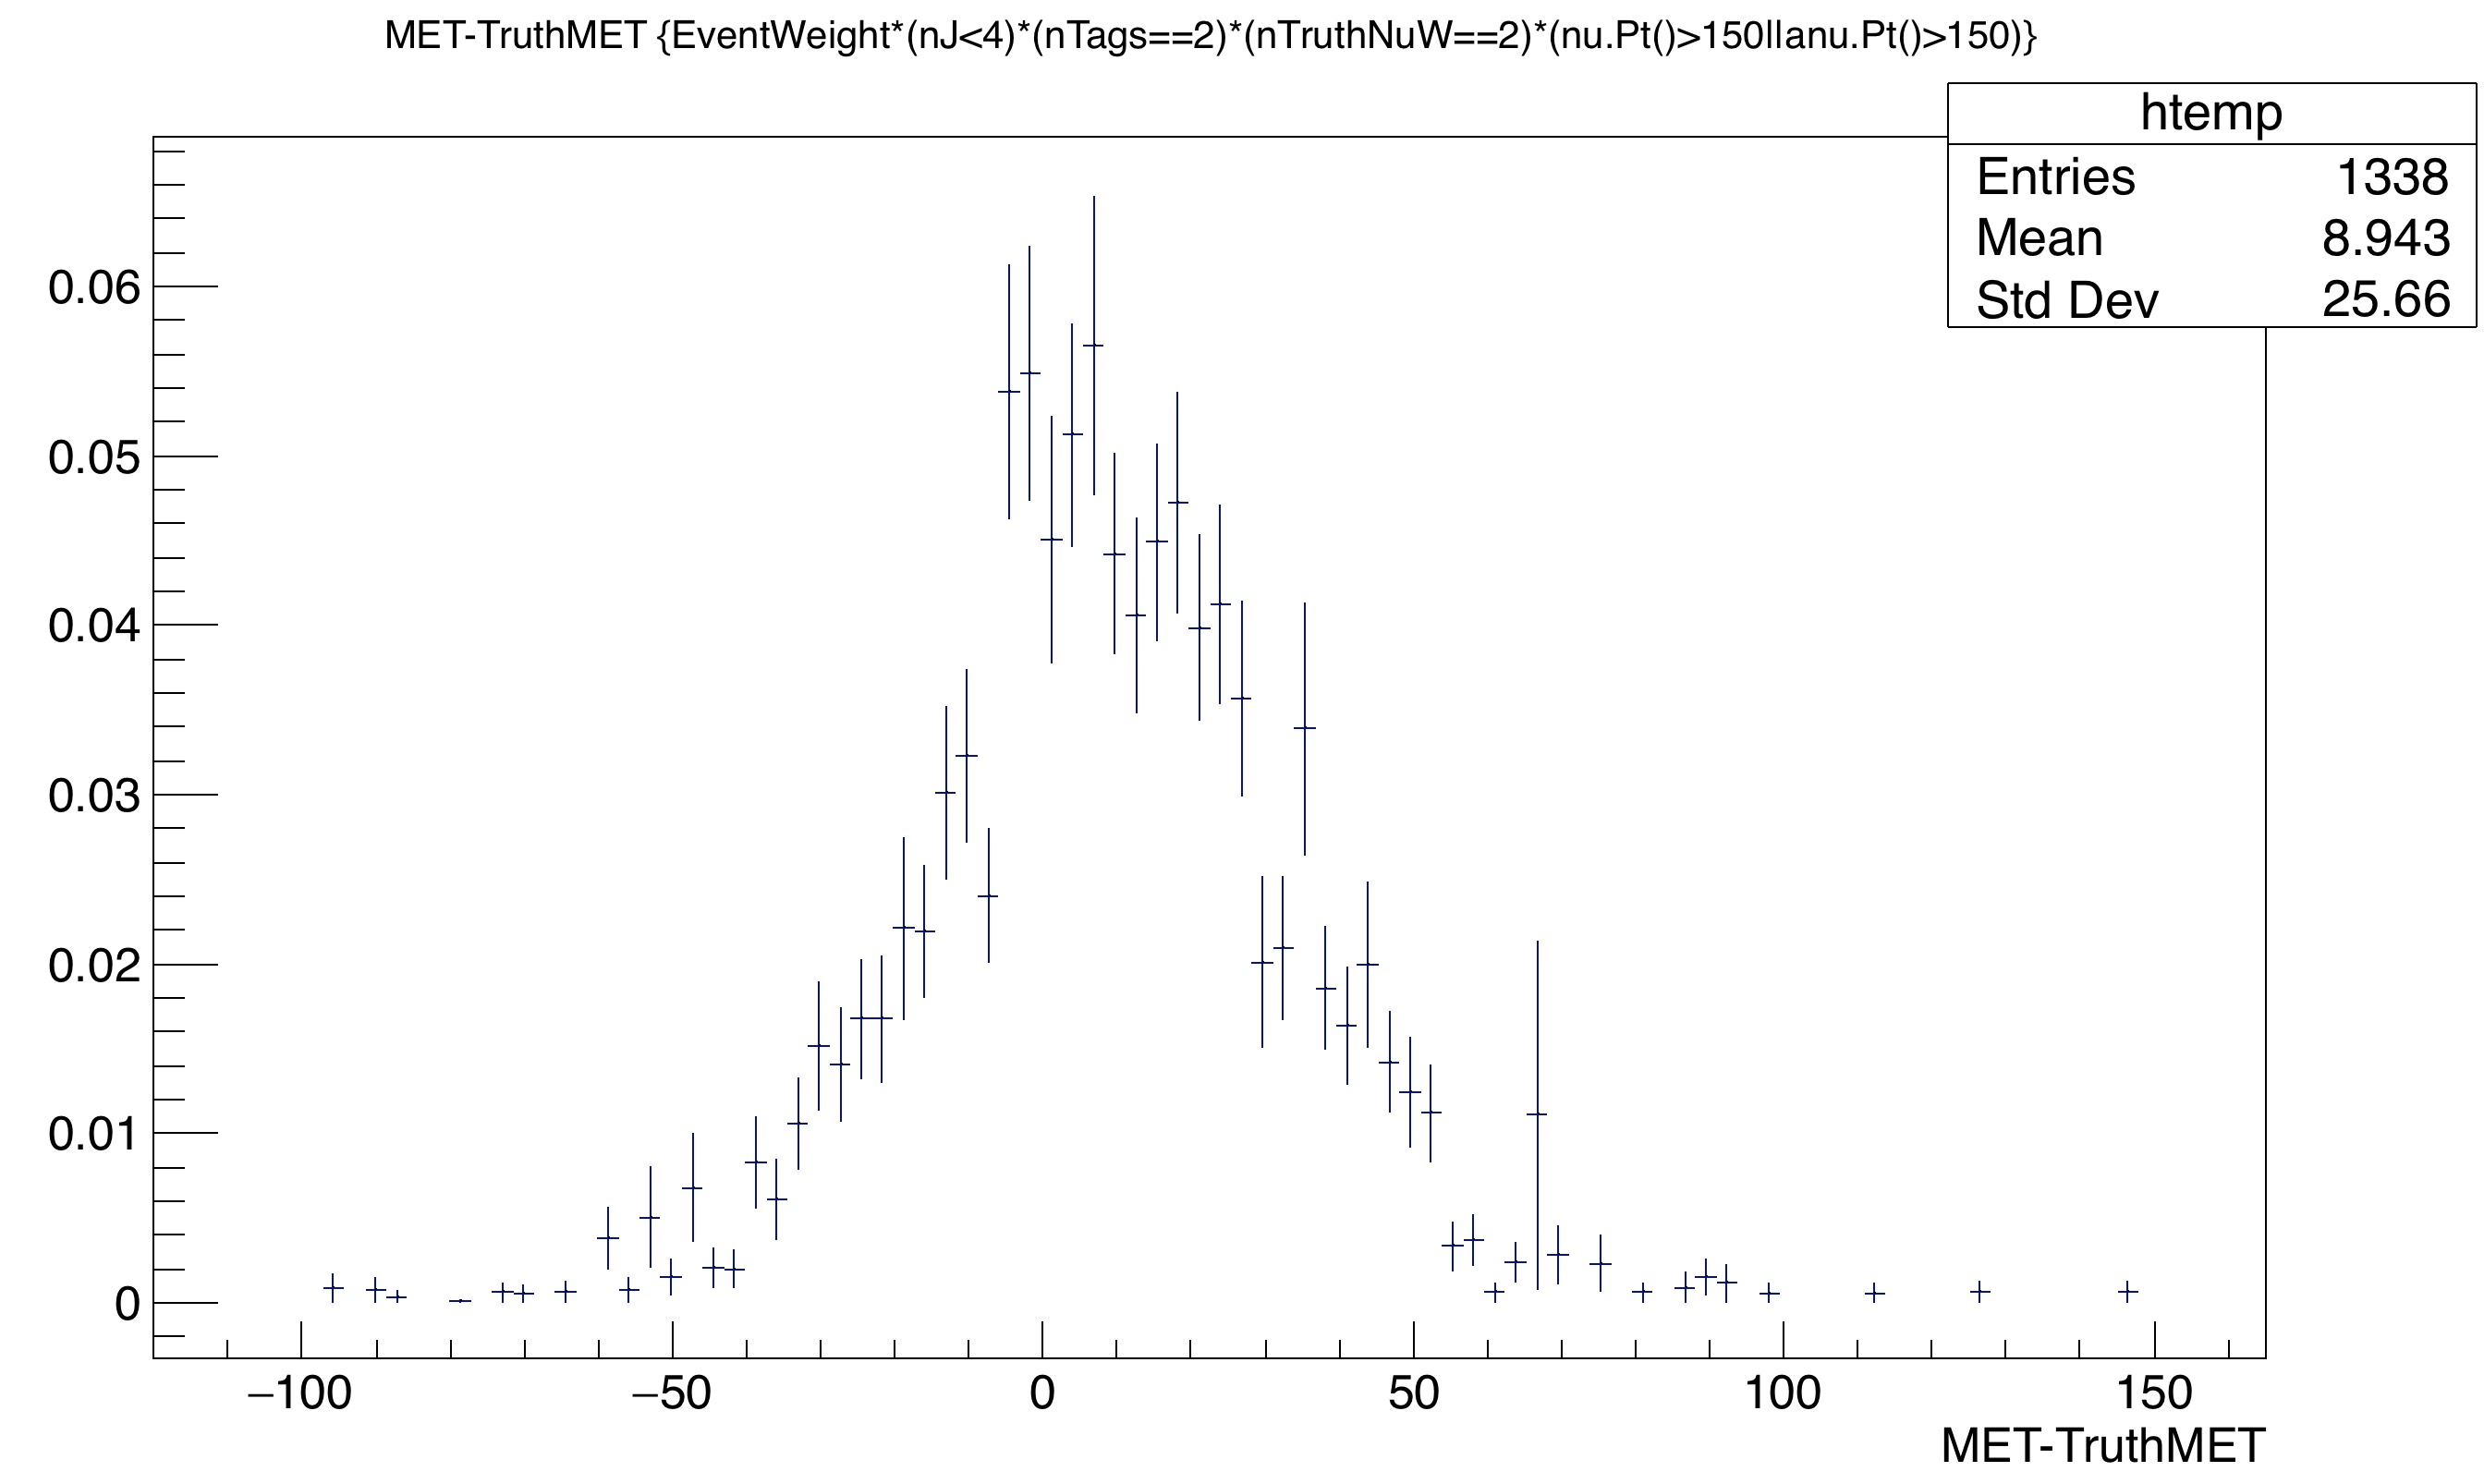 MET-TruthMET {EventWeight*(nJ<4)*(nTags==2)*(nTruthNuW==2)*(nu.Pt()>150||anu.Pt()>150)}
htemp
Entries 1338
Mean 8.943
Std Dev 25.66
0.06
0.05
0.04
0.03
0.02
0.01
0
−100 −50 0 50 100 150
MET-TruthMET